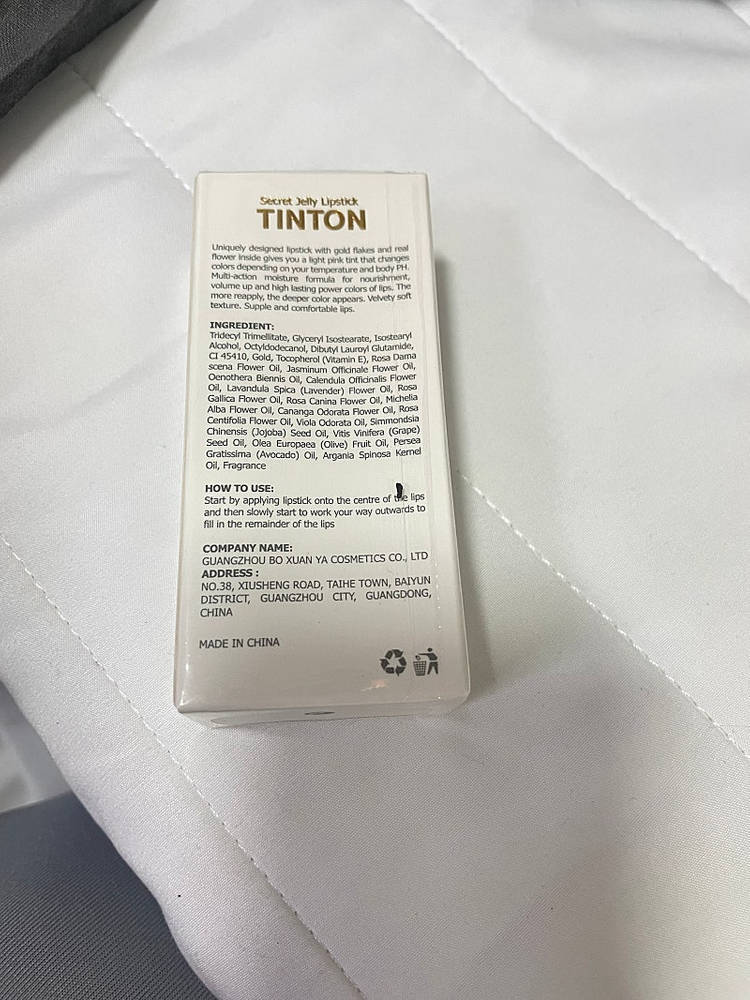 Secret Jelly Lipstick
TINTON
Uniquely designed lipstick with gold flakes and real
flower inside gives you a light pink tint that changes
colors depending on your temperature and body PH.
Multi-action moisture formula for nourishment,
volume up and high lasting power colors of lips. The
more reapply, the deeper color appears. Velvety soft
texture. Supple and comfortable lips.
INGREDIENT:
Tridecyl Trimellitate, Glyceryl Isostearate, Isostearyl
Alcohol, Octyldodecanol, Dibutyl Lauroyl Glutamide,
CI 45410, Gold, Tocopherol (Vitamin E), Rosa Dama
scena Flower Oil, Jasminum Officinale Flower Oil,
Oenothera Biennis Oil, Calendula Officinalis Flower
Oil, Lavandula Spica (Lavender) Flower Oil, Rosa
Gallica Flower Oil, Rosa Canina Flower Oil, Michelia
Alba Flower Oil, Cananga Odorata Flower Oil, Rosa
Centifolia Flower Oil, Viola Odorata Oil, Simmondsia
Chinensis (Jojoba) Seed Oil, Vitis Vinifera (Grape)
Seed Oil, Olea Europaea (Olive) Fruit Oil, Persea
Gratissima (Avocado) Oil, Argania Spinosa Kernel
Oil, Fragrance
HOW TO USE:
Start by applying lipstick onto the centre of the lips
and then slowly start to work your way outwards to
fill in the remainder of the lips
COMPANY NAME:
GUANGZHOU BO XUAN YA COSMETICS CO., LTD
ADDRESS :
NO.38, XIUSHENG ROAD, TAIHE TOWN, BAIYUN
DISTRICT, GUANGZHOU CITY, GUANGDONG,
CHINA
MADE IN CHINA